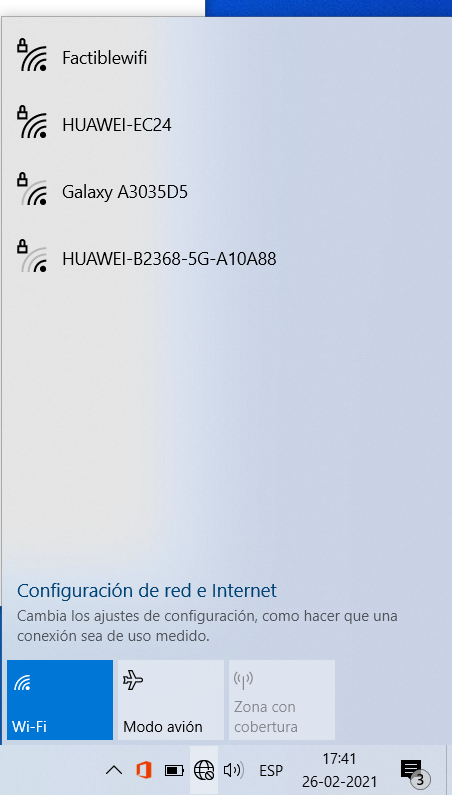 Factiblewifi
HUAWEI-EC24
Galaxy A3035D5
HUAWEI-B2368-5G-A10A88
Configuración de red e Internet
Cambia los ajustes de configuración, como hacer que una
conexión sea de uso medido.
Wi-Fi
Modo avión
Zona con
cobertura
ESP
17:41
26-02-2021
3